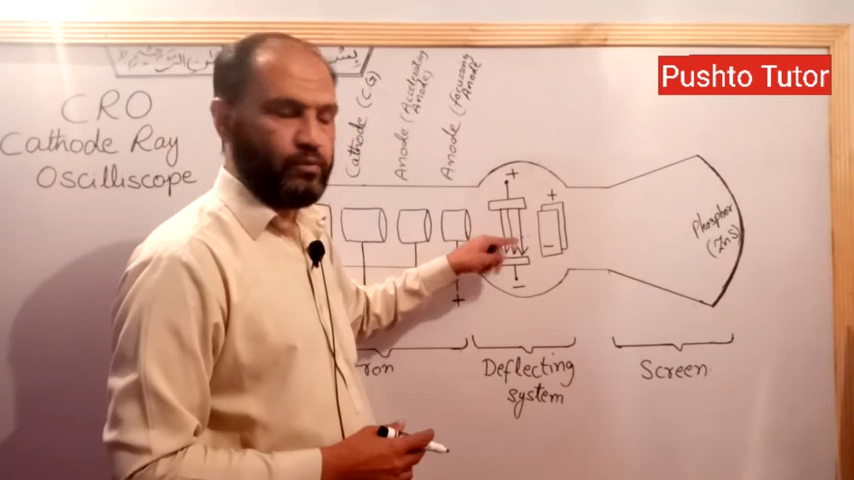 Pushto Tutor
CRO
Cathode Ray
Oscilliscope
Cathode (CG)
Anode (Accelerating
Anode)
Anode (focussing
Anode
+
+
-
-
+
Phosphor
(ZnS)
ron
Deflecting
system
Screen